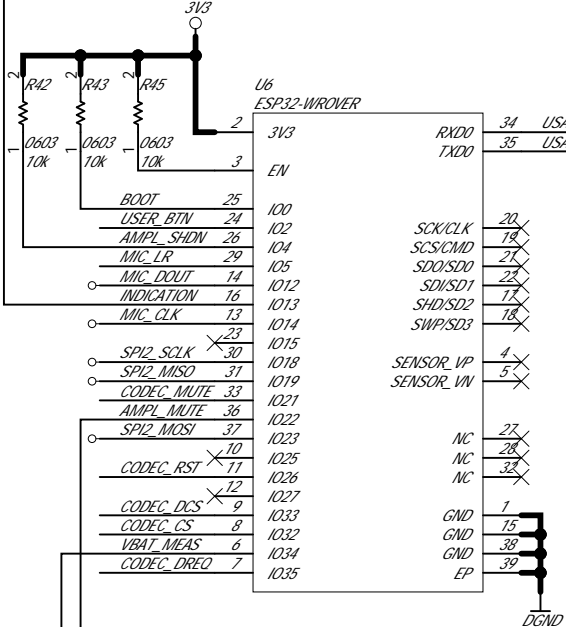 3V3
2 R42 2 R43 2 R45
1 0603 1 0603 1 0603
10k 10k 10k
U6
ESP32-WROVER
2 3V3 RXD0 34 USA
TXD0 35 USA
3 EN
BOOT 25 IO0
USER_BTN 24 IO2 SCK/CLK 20
AMPL_SHDN 26 IO4 SCS/CMD 19
MIC_LR 29 IO5 SDO/SD0 21
MIC_DOUT 14 IO12 SDI/SD1 22
INDICATION 16 IO13 SHD/SD2 17
MIC_CLK 13 IO14 SWP/SD3 18
23 IO15
SPI2_SCLK 30 IO18 SENSOR_VP 4
SPI2_MISO 31 IO19 SENSOR_VN 5
CODEC_MUTE 33 IO21
AMPL_MUTE 36 IO22
SPI2_MOSI 37 IO23 NC 27
10 IO25 NC 28
CODEC_RST 11 IO26 NC 32
12 IO27
CODEC_DCS 9 IO33 GND 1
CODEC_CS 8 IO32 GND 15
VBAT_MEAS 6 IO34 GND 38
CODEC_DREQ 7 IO35 EP 39
DGND